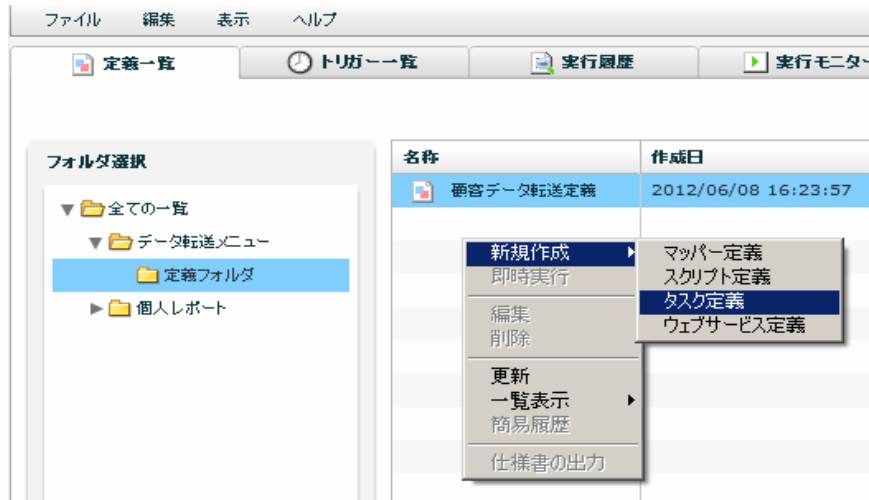 ファイル 編集 表示 ヘルプ
定義一覧 トリガー一覧 実行履歴 実行モニター
フォルダ選択
全ての一覧
データ転送メニュー
定義フォルダ
個人レポート
名称 作成日
顧客データ転送定義 2012/06/08 16:23:57
新規作成
即時実行
編集
削除
更新
一覧表示
簡易履歴
仕様書の出力
マッパー定義
スクリプト定義
タスク定義
ウェブサービス定義